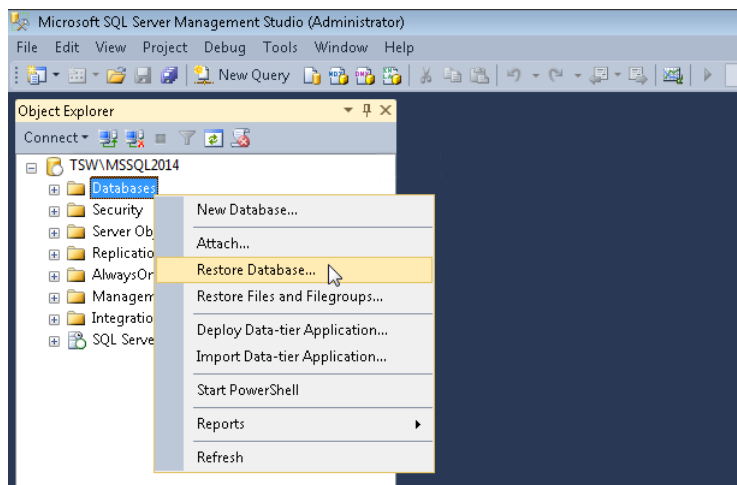 Microsoft SQL Server Management Studio (Administrator)
File Edit View Project Debug Tools Window Help
New Query
Object Explorer
Connect
TSW\MSSQL2014
Databases
Security
Server Ob
Replicatio
AlwaysOn
Managem
Integratio
SQL Serve
New Database...
Attach...
Restore Database...
Restore Files and Filegroups...
Deploy Data-tier Application...
Import Data-tier Application...
Start PowerShell
Reports
Refresh